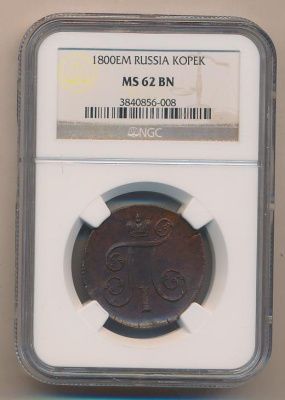 1800EM RUSSIA KOPEK
MS 62 BN
3840856-008
NGC